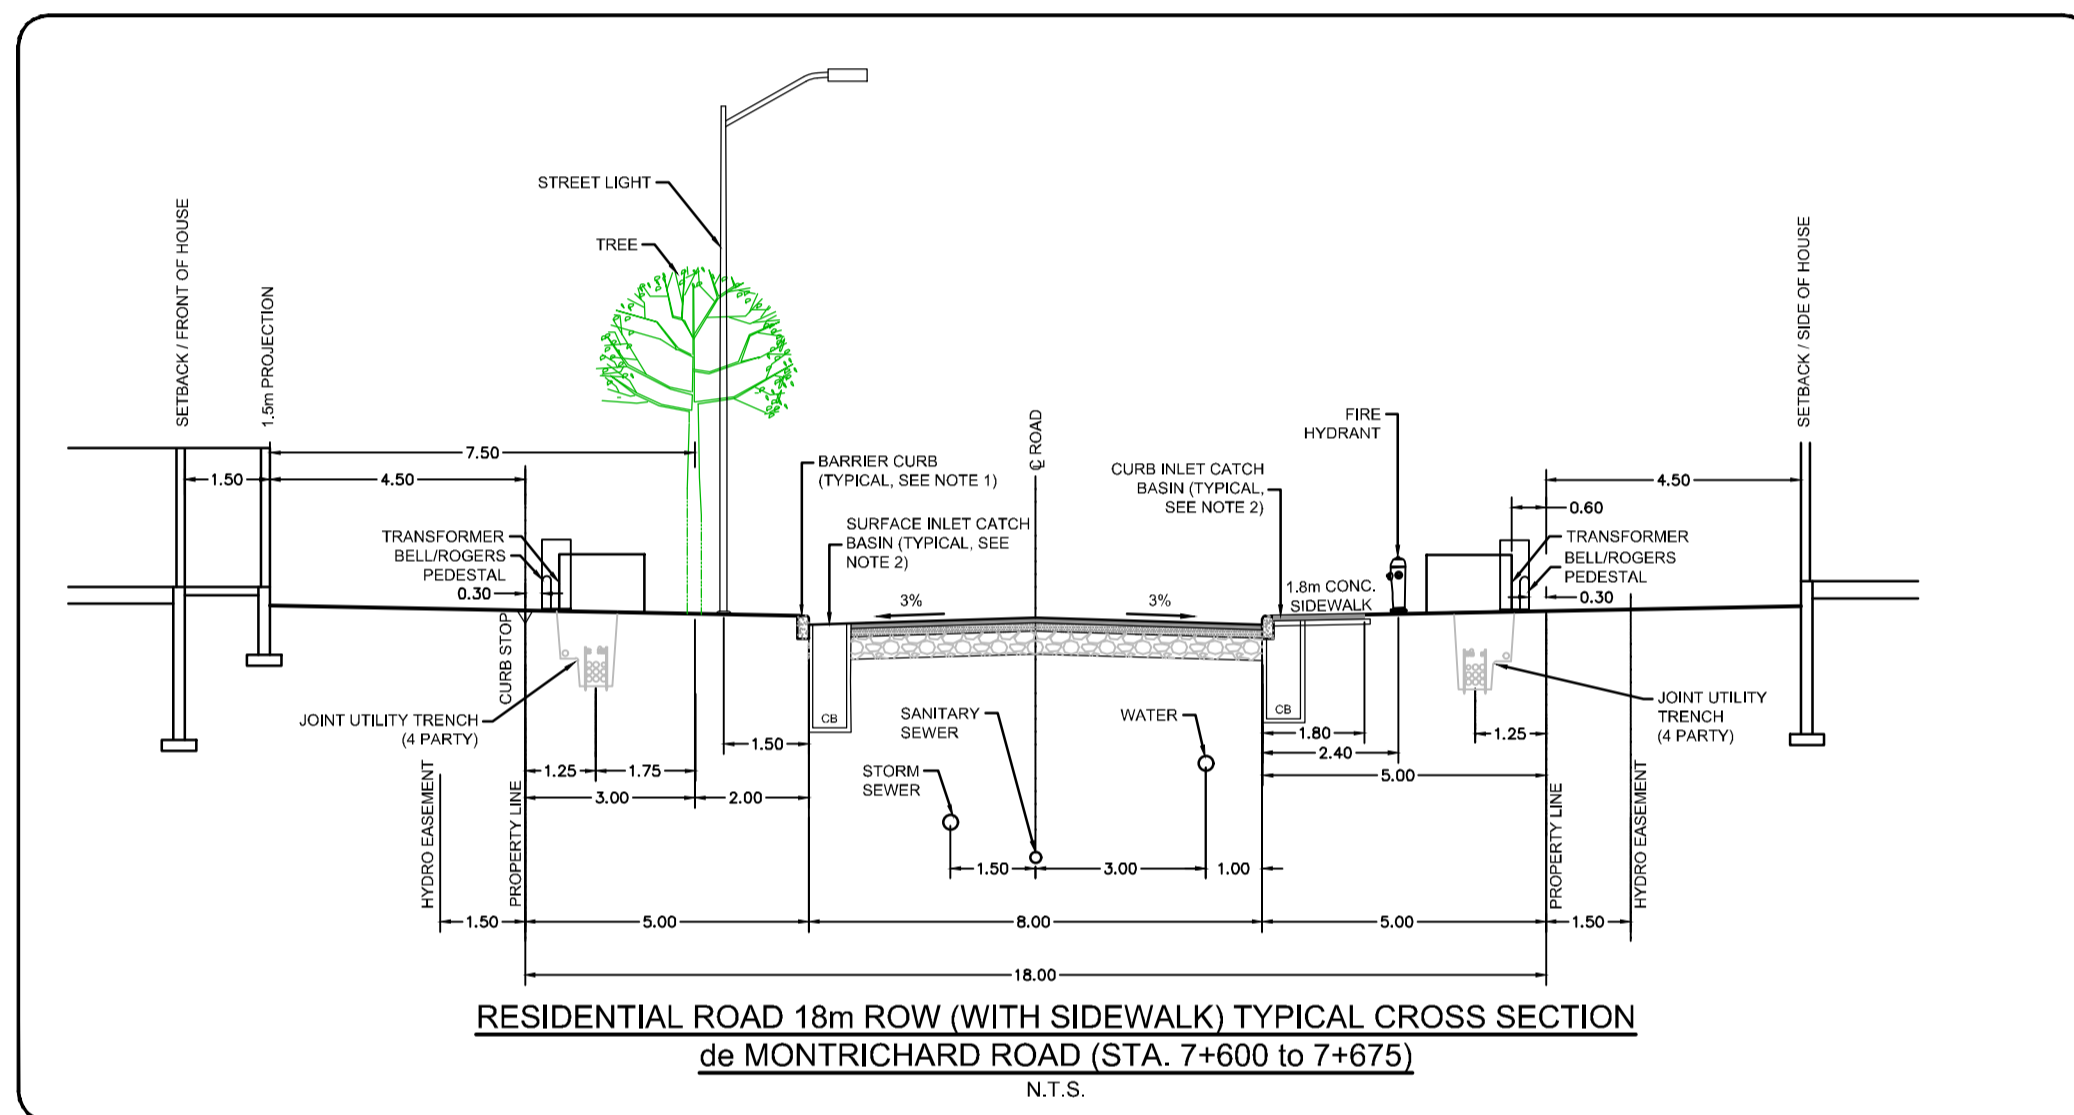 STREET LIGHT
TREE
SETBACK / FRONT OF HOUSE
1.5m PROJECTION
SETBACK / SIDE OF HOUSE
℄ ROAD
FIRE
HYDRANT
7.50
1.50
4.50
BARRIER CURB
(TYPICAL, SEE NOTE 1)
CURB INLET CATCH
BASIN (TYPICAL,
SEE NOTE 2)
4.50
0.60
SURFACE INLET CATCH
BASIN (TYPICAL, SEE
NOTE 2)
TRANSFORMER
BELL/ROGERS
PEDESTAL
0.30
TRANSFORMER
BELL/ROGERS
PEDESTAL
0.30
3%
3%
1.8m CONC.
SIDEWALK
CURB STOP
JOINT UTILITY TRENCH
(4 PARTY)
CB
CB
SANITARY
SEWER
WATER
JOINT UTILITY
TRENCH
(4 PARTY)
1.50
1.80
1.25
2.40
1.25
1.75
5.00
STORM
SEWER
3.00
2.00
HYDRO EASEMENT
PROPERTY LINE
PROPERTY LINE
HYDRO EASEMENT
1.50
3.00
1.00
1.50
5.00
8.00
5.00
1.50
18.00
RESIDENTIAL ROAD 18m ROW (WITH SIDEWALK) TYPICAL CROSS SECTION
de MONTRICHARD ROAD (STA. 7+600 to 7+675)
N.T.S.